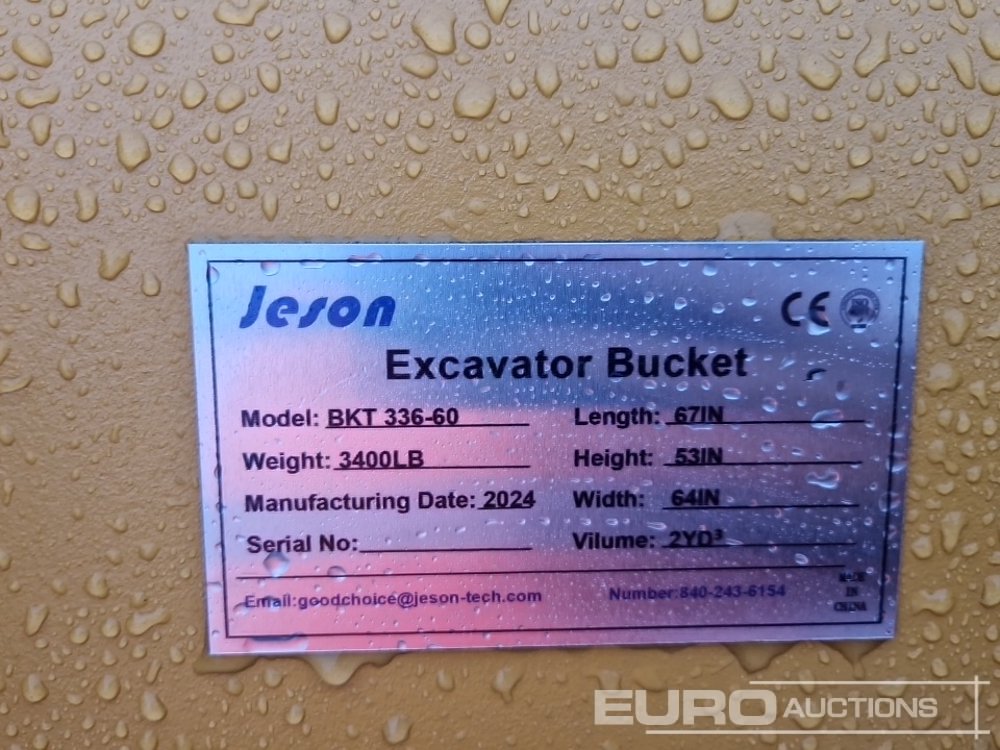 Jeson CE
Excavator Bucket
Model: BKT 336-60 Length: 67IN
Weight: 3400LB Height: 53IN
Manufacturing Date: 2024 Width: 64IN
Serial No: Vilume: 2YD³
Email:goodchoice@jeson-tech.com Number:840-243-6154
MADE
IN
CHINA
EURO AUCTIONS